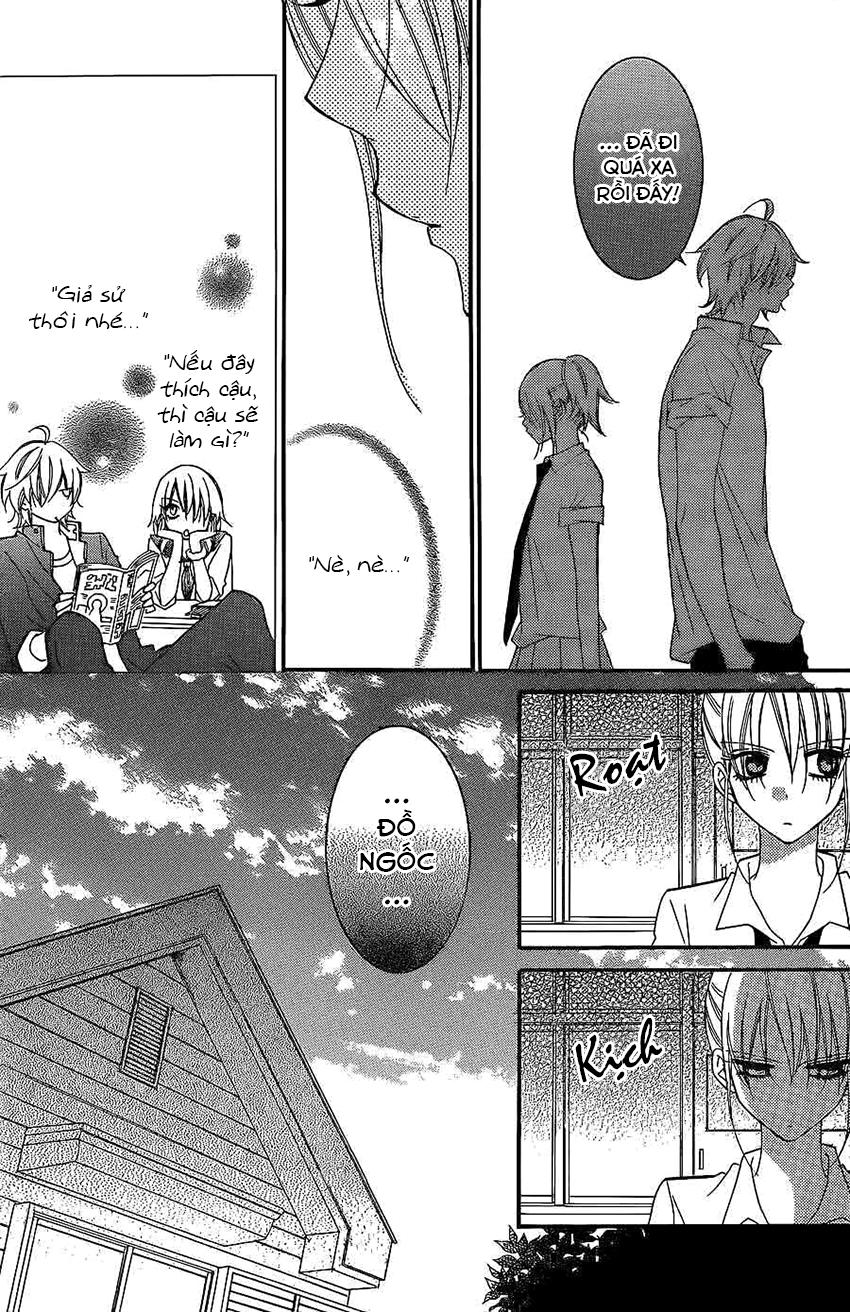 ... ĐÃ ĐI
QUÁ XA
RỒI ĐẤY!
"Nè, nè..."
"Giả sử
thôi nhé..."
"Nếu đây
thích cậu,
thì cậu sẽ
làm gì?"
Roạt
Kịch
...
ĐỒ
NGỐC
...